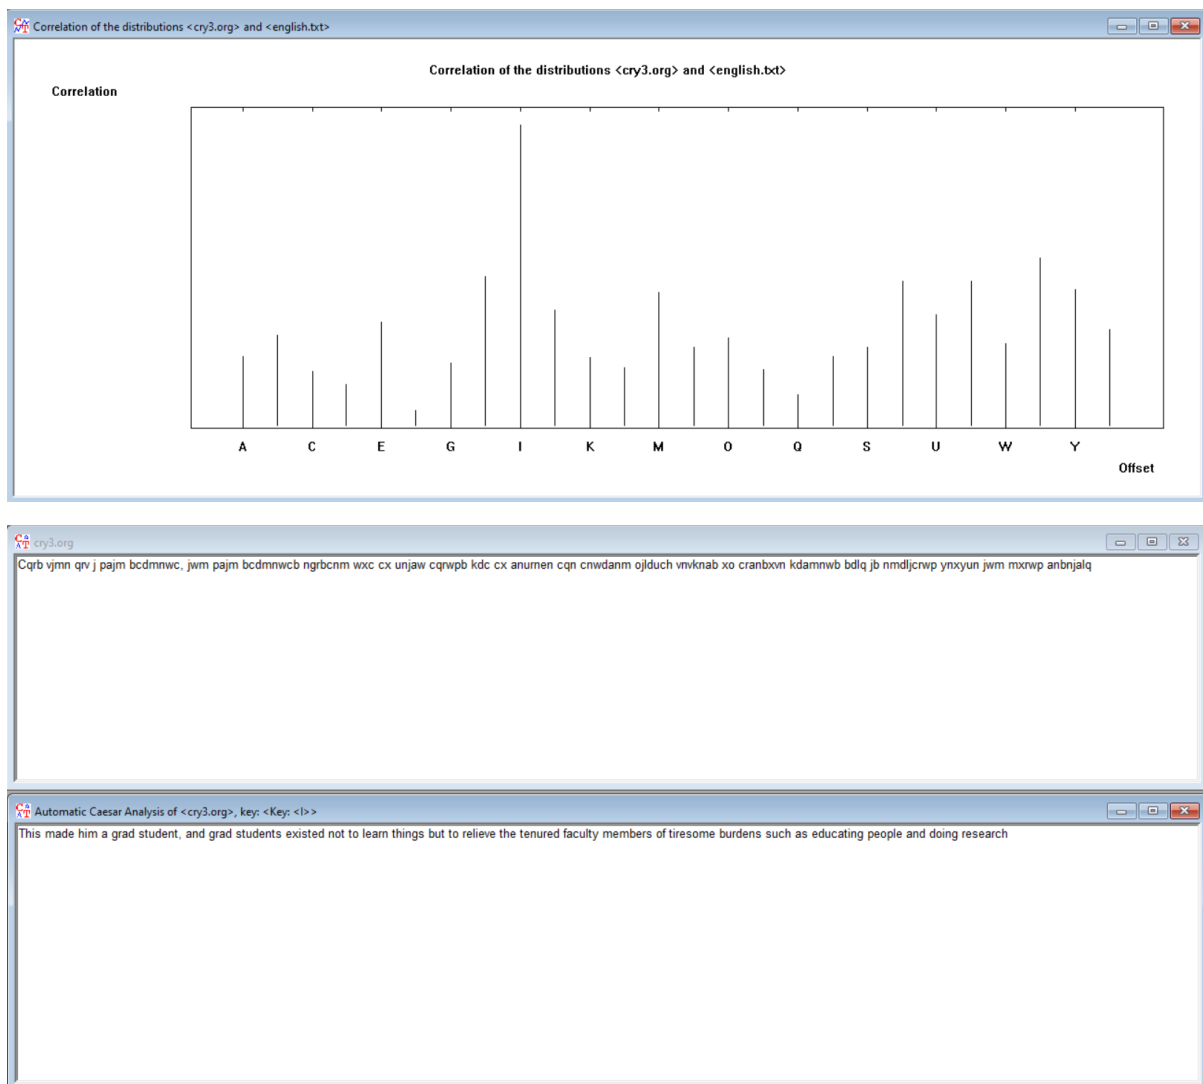 Correlation of the distributions <cry3.org> and <english.txt>
Correlation of the distributions <cry3.org> and <english.txt>
Correlation
A C E G I K M O Q S U W Y
Offset
cry3.org
Cqrb vjmn qrv j pajm bcdmnwc, jwm pajm bcdmnwcb ngrbcnm wxc cx unjaw cqrwpb kdc cx anurnen cqn cnwdanm ojlduch vnvknab xo cranbxvn kdamnwb bdlq jb nmdljcrwp ynxyun jwm mxrwp anbnjalq
Automatic Caesar Analysis of <cry3.org>, key: <Key: <I>>
This made him a grad student, and grad students existed not to learn things but to relieve the tenured faculty members of tiresome burdens such as educating people and doing research